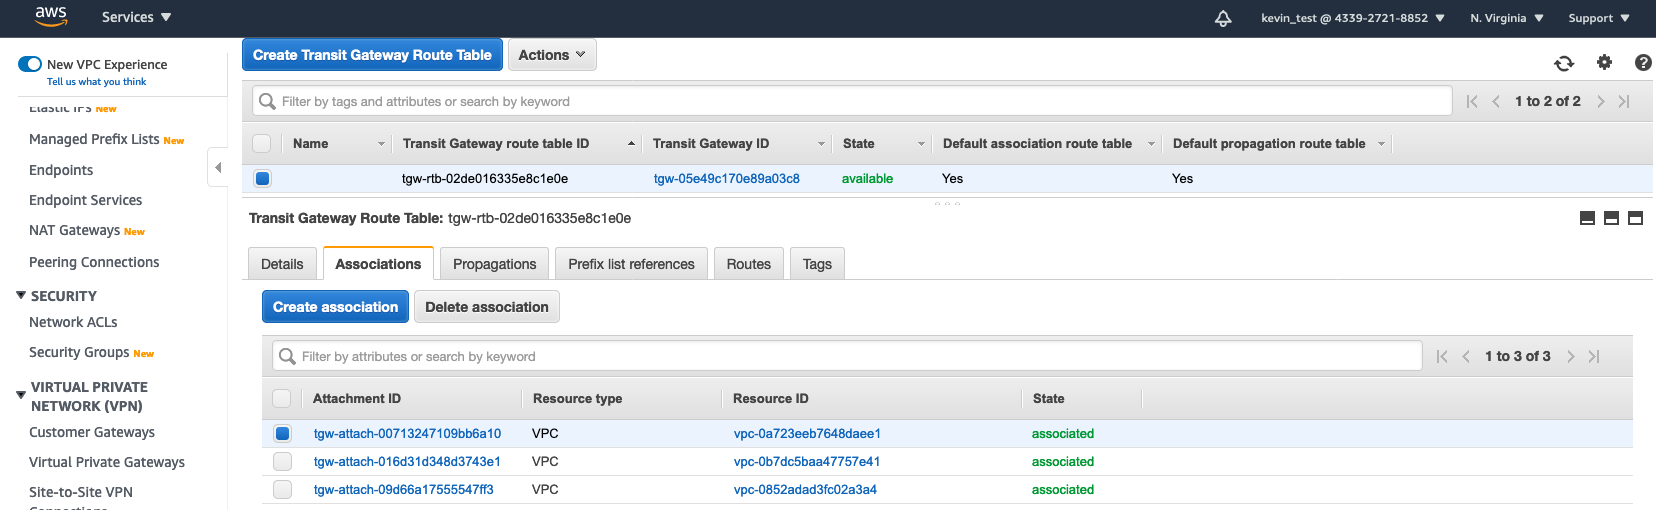 aws Services kevin_test @ 4339-2721-8852 N. Virginia Support
New VPC Experience
Tell us what you think
Elastic IPs New
Managed Prefix Lists New
Endpoints
Endpoint Services
NAT Gateways New
Peering Connections
SECURITY
Network ACLs
Security Groups New
VIRTUAL PRIVATE
NETWORK (VPN)
Customer Gateways
Virtual Private Gateways
Site-to-Site VPN
Connections
Create Transit Gateway Route Table Actions
?
Filter by tags and attributes or search by keyword 1 to 2 of 2
Name Transit Gateway route table ID Transit Gateway ID State Default association route table Default propagation route table
tgw-rtb-02de016335e8c1e0e tgw-05e49c170e89a03c8 available Yes Yes
Transit Gateway Route Table: tgw-rtb-02de016335e8c1e0e
Details Associations Propagations Prefix list references Routes Tags
Create association Delete association
Filter by attributes or search by keyword 1 to 3 of 3
Attachment ID Resource type Resource ID State
tgw-attach-00713247109bb6a10 VPC vpc-0a723eeb7648daee1 associated
tgw-attach-016d31d348d3743e1 VPC vpc-0b7dc5baa47757e41 associated
tgw-attach-09d66a17555547ff3 VPC vpc-0852adad3fc02a3a4 associated